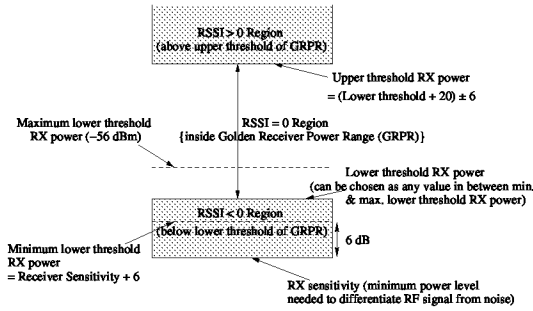 RSSI > 0 Region
(above upper threshold of GRPR)
Upper threshold RX power
= (Lower threshold + 20) ± 6
Maximum lower threshold
RX power (−56 dBm)
RSSI = 0 Region
{inside Golden Receiver Power Range (GRPR)}
Lower threshold RX power
(can be chosen as any value in between min.
& max. lower threshold RX power)
RSSI < 0 Region
(below lower threshold of GRPR)
6 dB
Minimum lower threshold
RX power
= Receiver Sensitivity + 6
RX sensitivity (minimum power level
needed to differentiate RF signal from noise)